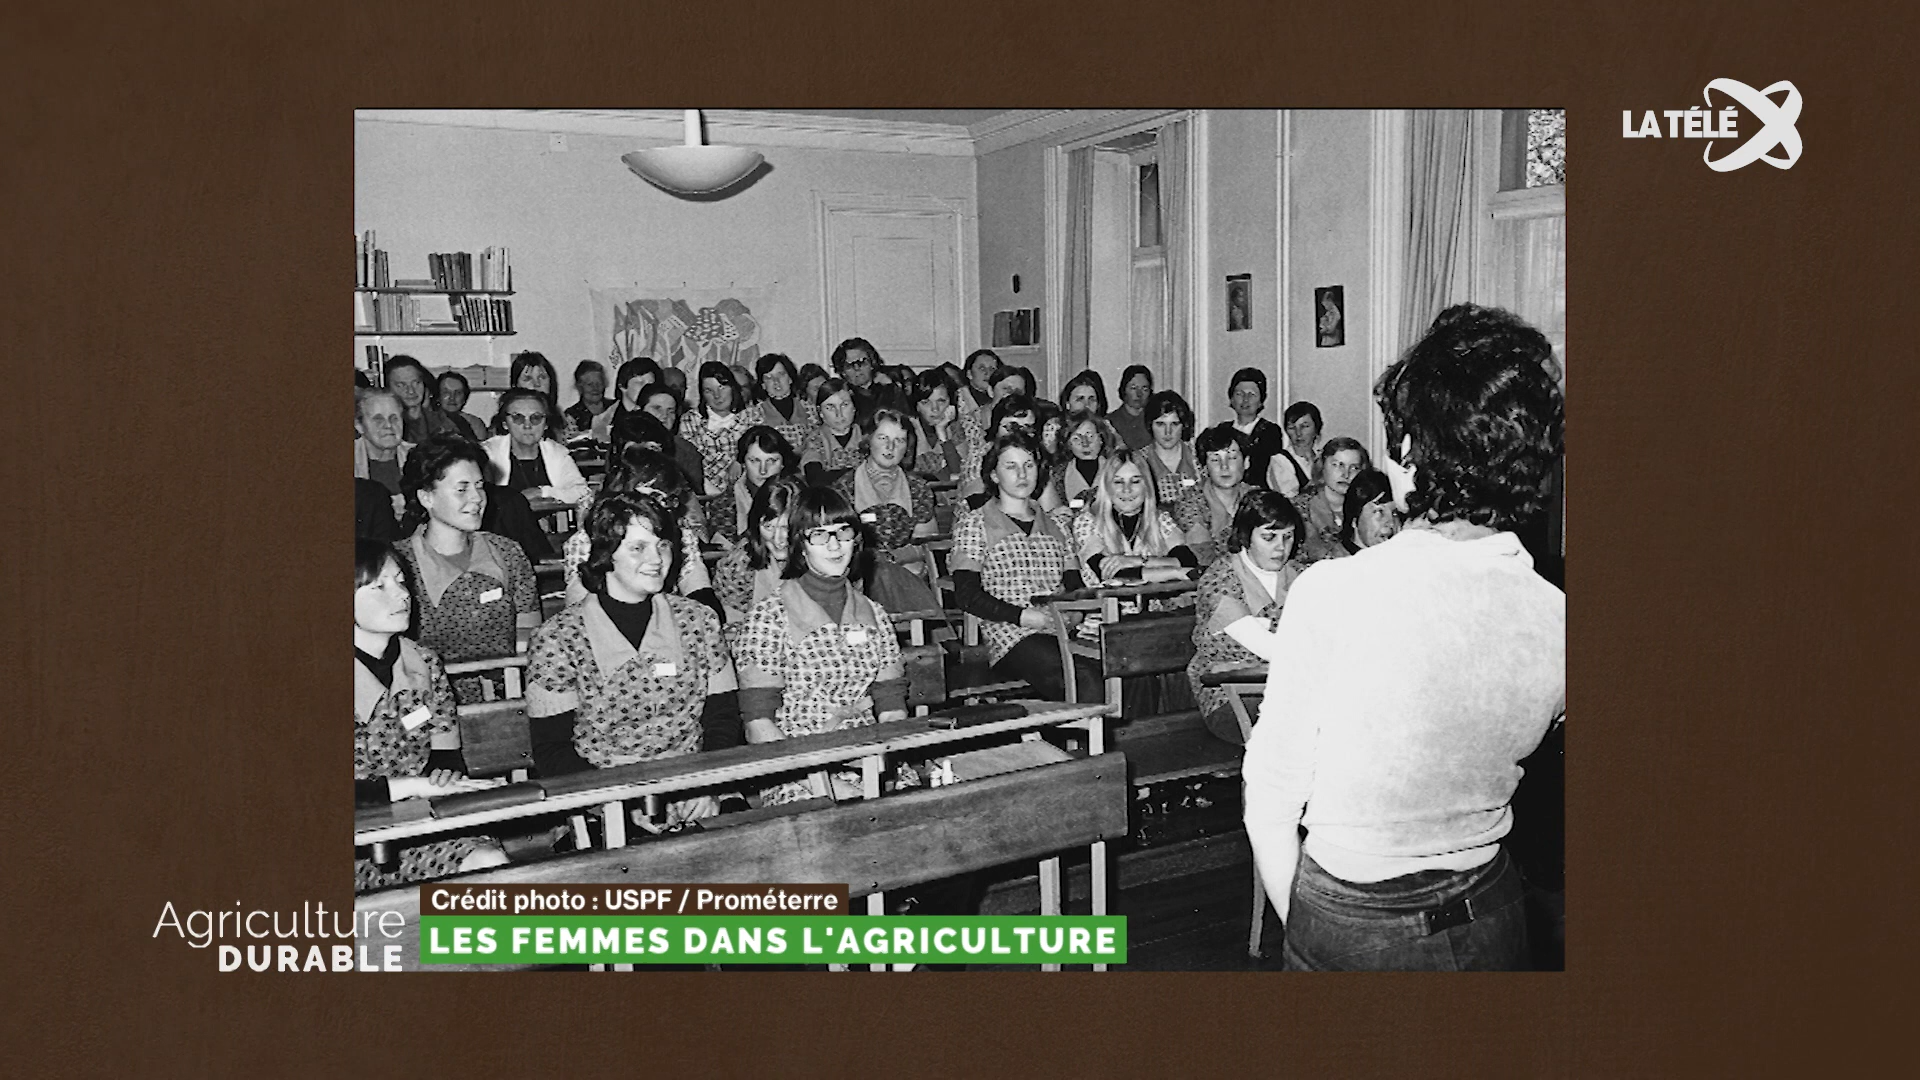 LA TÉLÉ
Crédit photo : USPF / Prométerre
Agriculture
DURABLE
LES FEMMES DANS L'AGRICULTURE